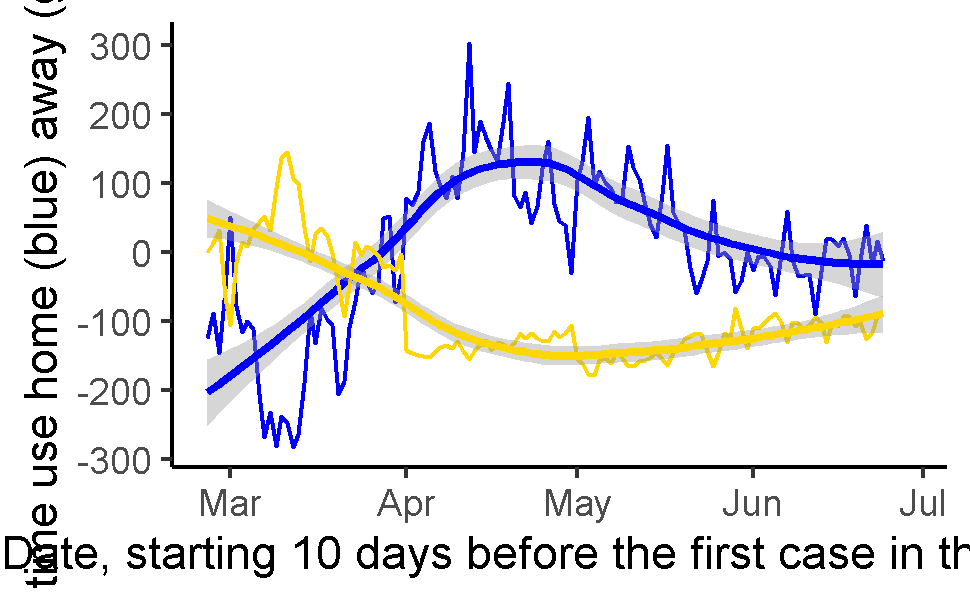 time use home (blue) away (
300
200
100
0
-100
-200
-300
Mar Apr May Jun Jul
Date, starting 10 days before the first case in th